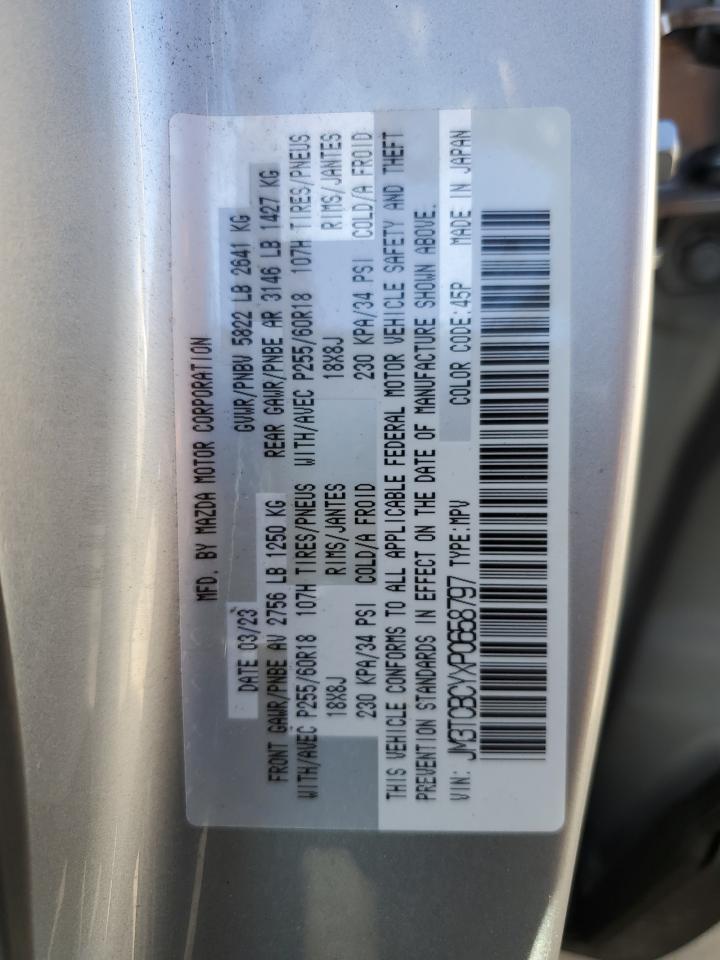 MFD. BY MAZDA MOTOR CORPORATION
DATE 03/23 GVWR/PNBV 5822 LB 2641 KG
FRONT GAWR/PNBE AV 2756 LB 1250 KG REAR GAWR/PNBE AR 3146 LB 1427 KG
WITH/AVEC P255/60R18 107H TIRES/PNEUS WITH/AVEC P255/60R18 107H TIRES/PNEUS
18X8J RIMS/JANTES 18X8J RIMS/JANTES
230 KPA/34 PSI COLD/A FROID 230 KPA/34 PSI COLD/A FROID
THIS VEHICLE CONFORMS TO ALL APPLICABLE FEDERAL MOTOR VEHICLE SAFETY AND THEFT
PREVENTION STANDARDS IN EFFECT ON THE DATE OF MANUFACTURE SHOWN ABOVE.
VIN: JM3TCBCYXP0658797 TYPE:MPV COLOR CODE:45P MADE IN JAPAN